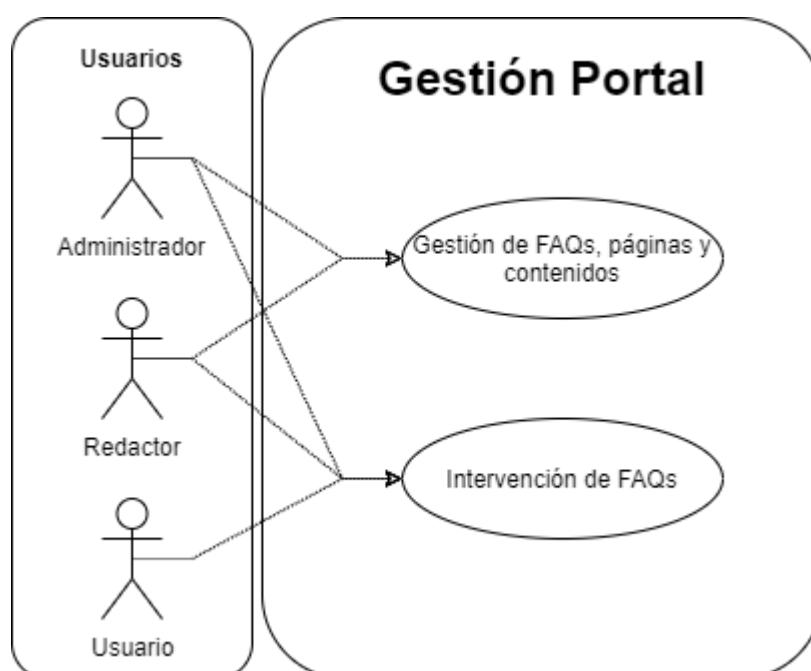 Usuarios
Gestión Portal
Administrador
Gestión de FAQs, páginas y
contenidos
Redactor
Intervención de FAQs
Usuario